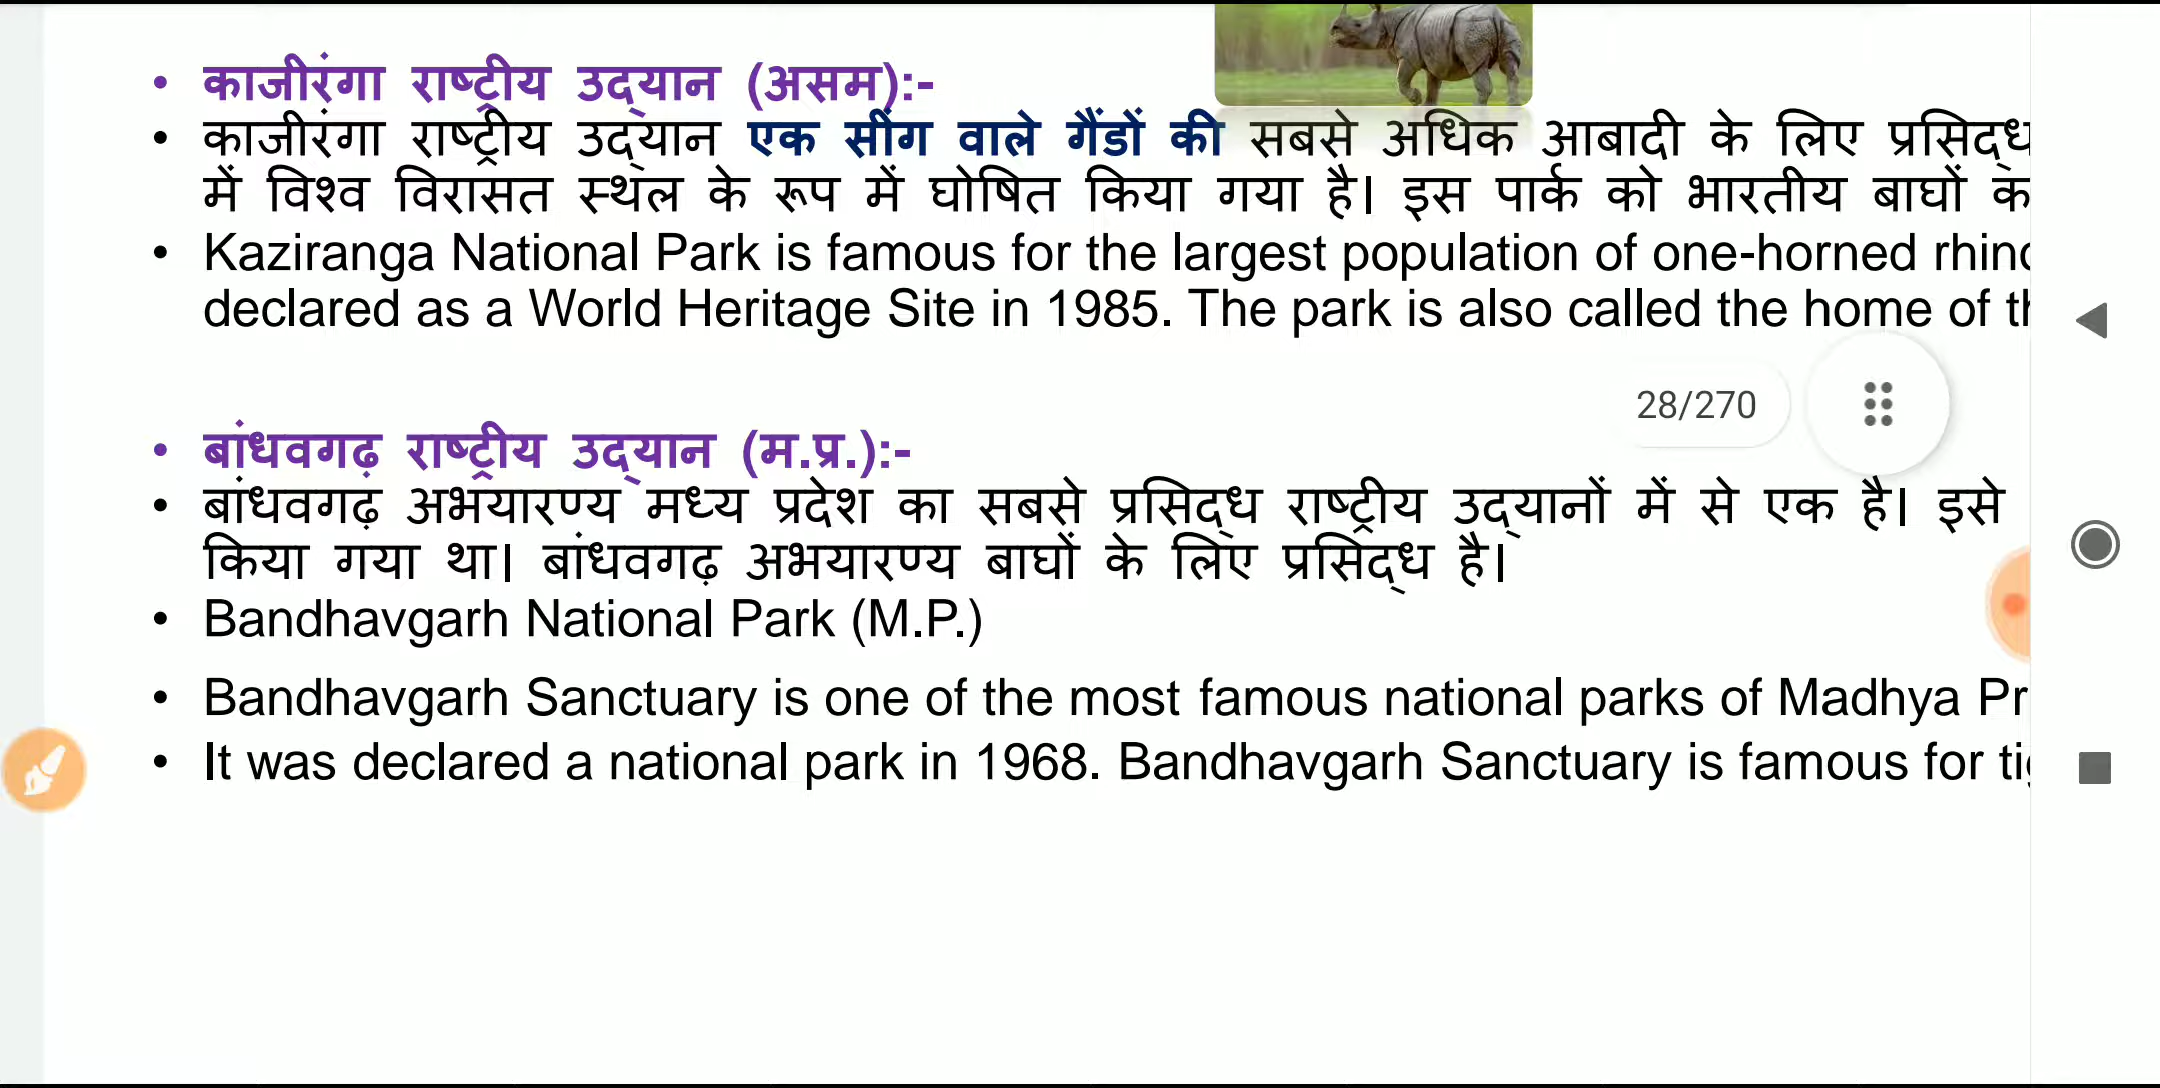 • काजीरंगा राष्ट्रीय उद्यान (असम):-
• काजीरंगा राष्ट्रीय उद्यान एक सींग वाले गैंडों की सबसे अधिक आबादी के लिए प्रसिद्ध
में विश्व विरासत स्थल के रूप में घोषित किया गया है। इस पार्क को भारतीय बाघों
• Kaziranga National Park is famous for the largest population of one-horned
declared as a World Heritage Site in 1985. The park is also called the home of
28/270
• बांधवगढ़ राष्ट्रीय उद्यान (म.प्र.):-
• बांधवगढ़ अभयारण्य मध्य प्रदेश का सबसे प्रसिद्ध राष्ट्रीय उद्यानों में से एक है। इसे
किया गया था। बांधवगढ़ अभयारण्य बाघों के लिए प्रसिद्ध है।
• Bandhavgarh National Park (M.P.)
• Bandhavgarh Sanctuary is one of the most famous national parks of Madhya
• It was declared a national park in 1968. Bandhavgarh Sanctuary is famous for